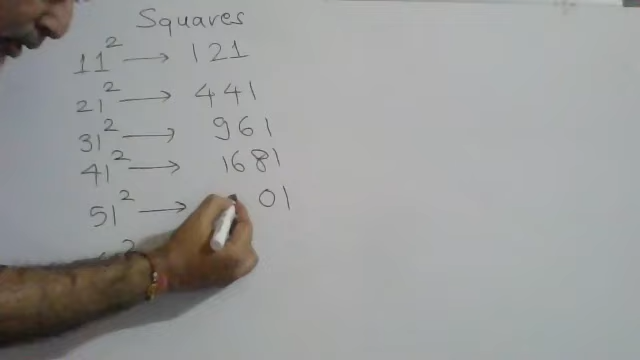 Squares
11² → 121
21² → 441
31² → 961
41² → 1681
51² → 01